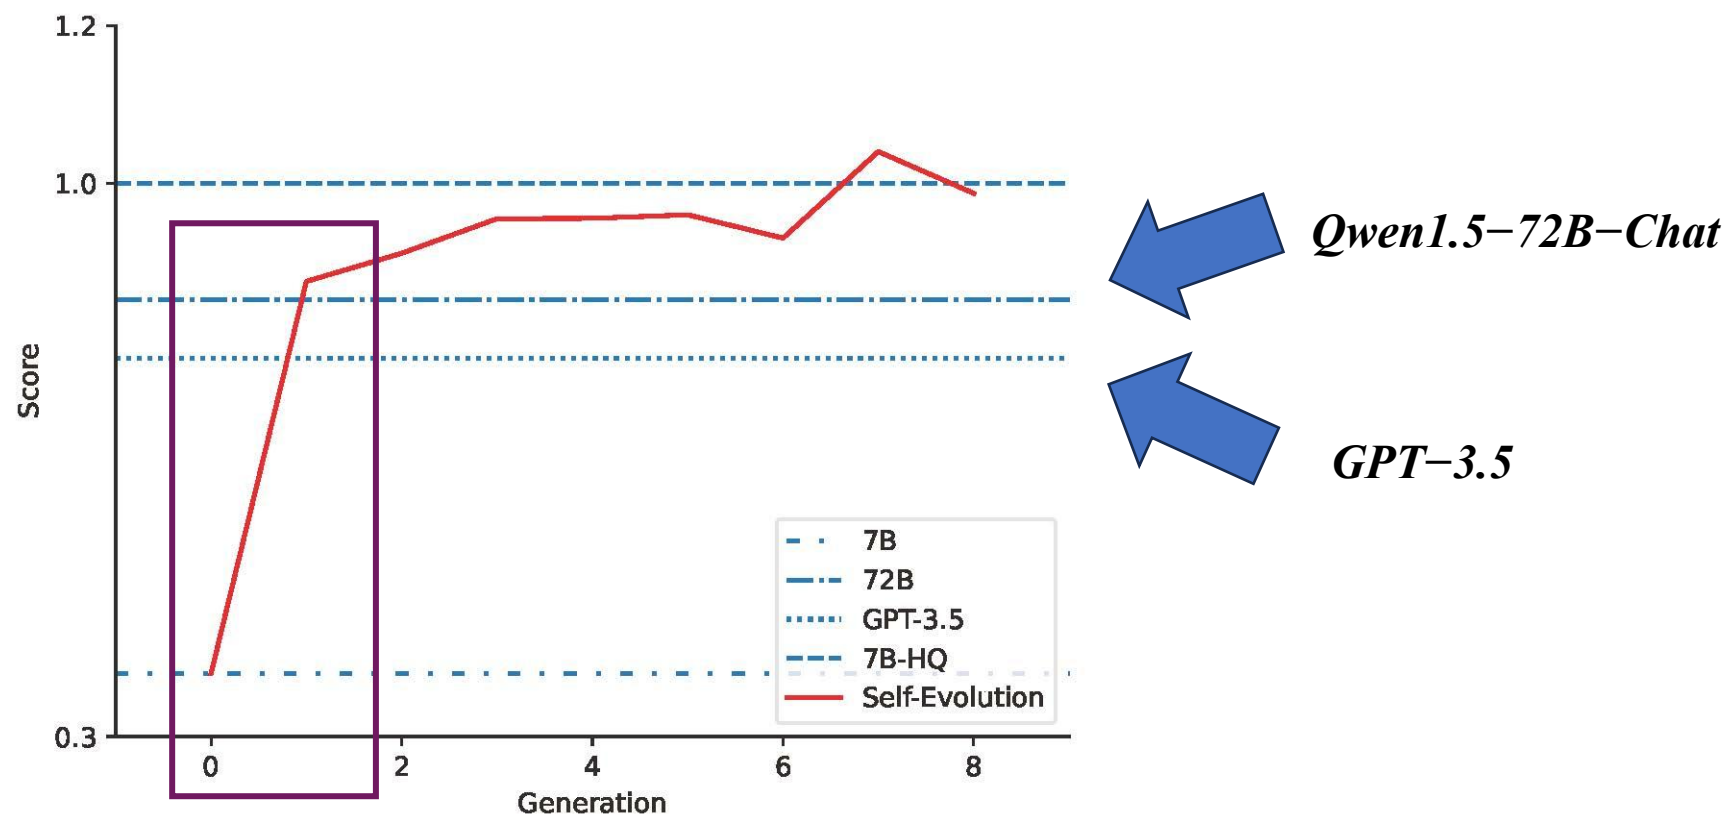 1.2
1.0
0.3
Score
0
2
4
6
8
Generation
7B
72B
GPT-3.5
7B-HQ
Self-Evolution
Qwen1.5−72B−Chat
GPT−3.5